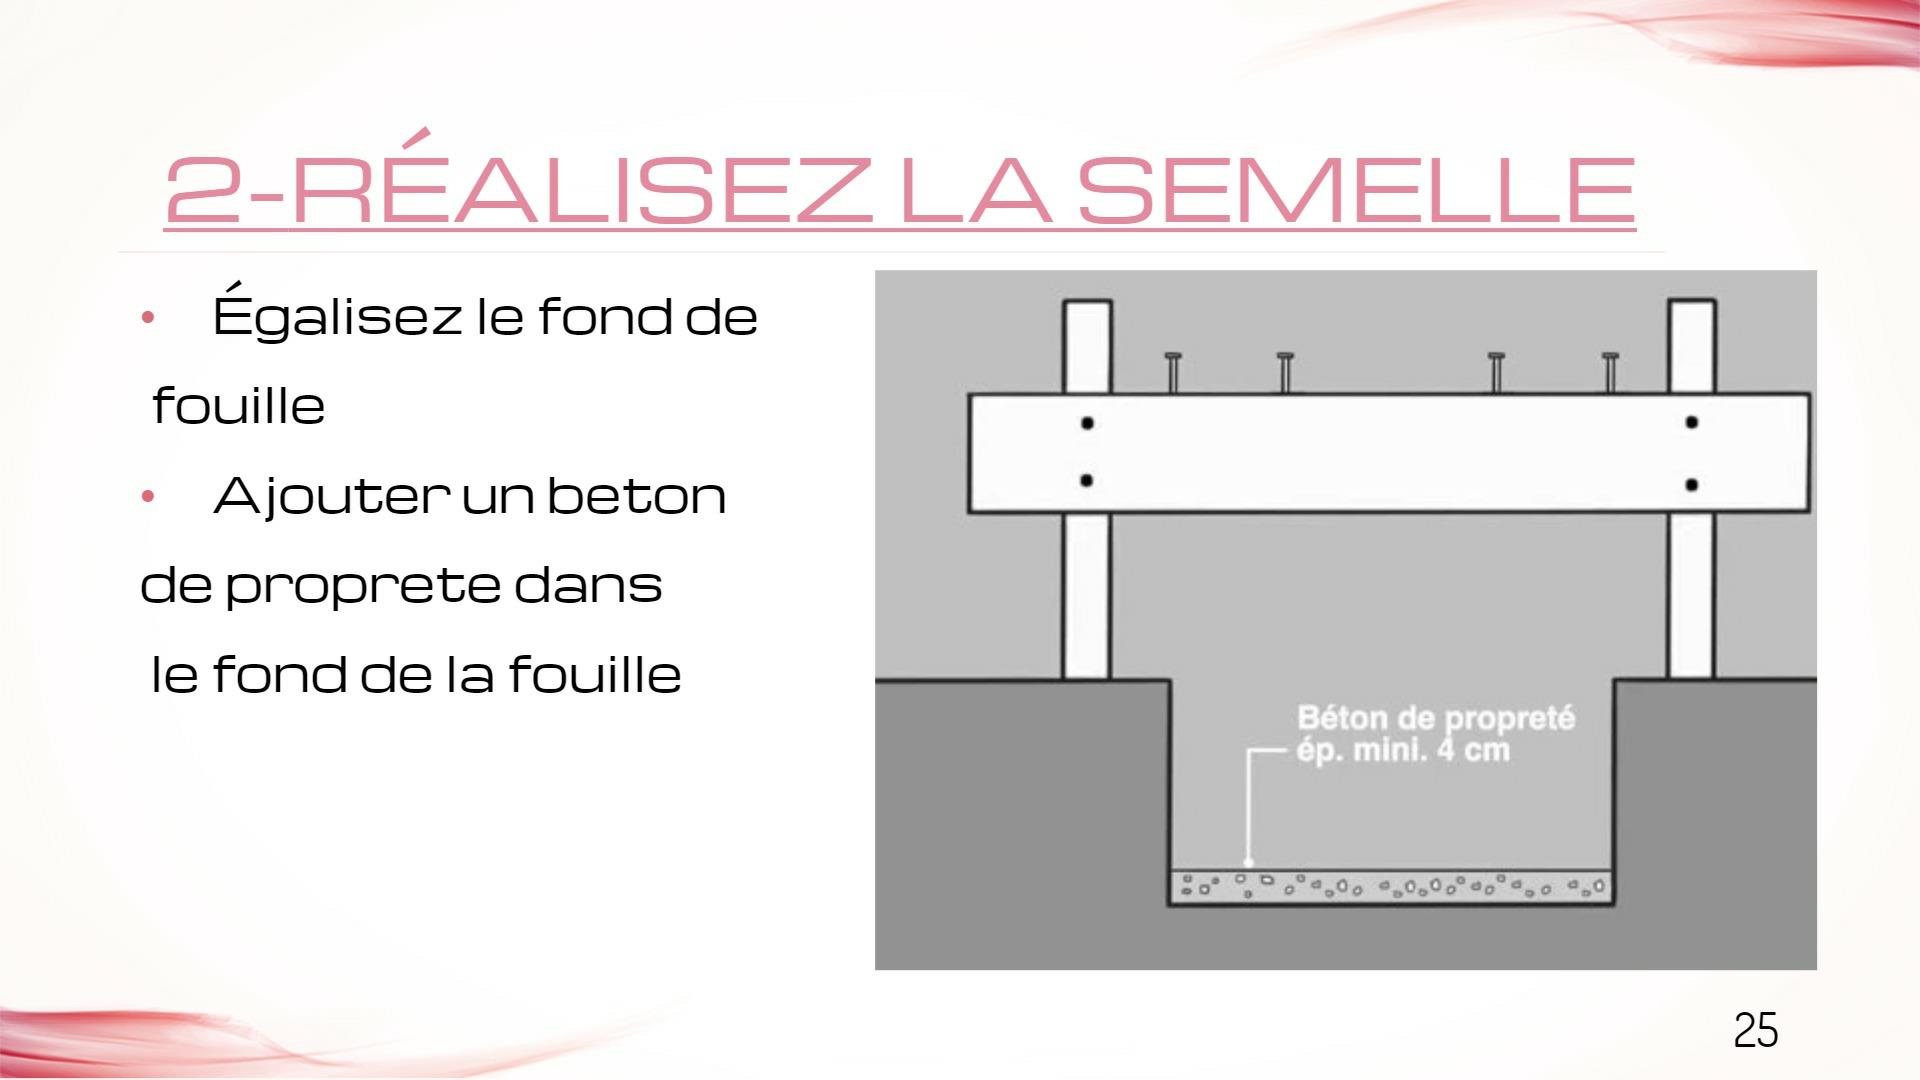 2-RÉALISEZ LA SEMELLE
• Égalisez le fond de
fouille
• Ajouter un beton
de proprete dans
le fond de la fouille
Béton de propreté
ép. mini. 4 cm
25